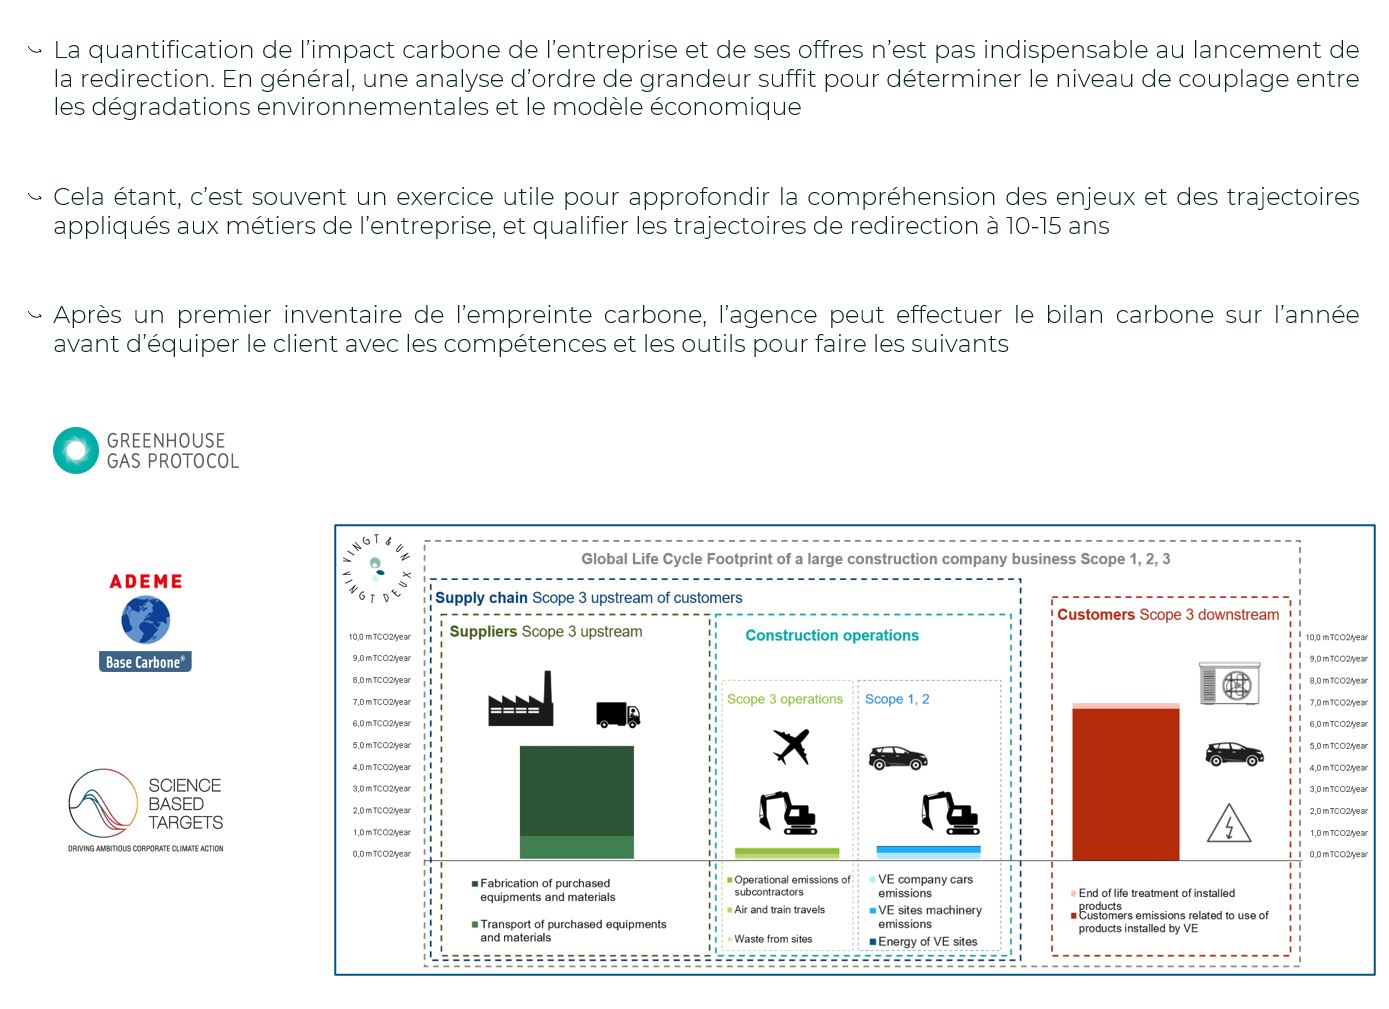 La quantification de l’impact carbone de l’entreprise et de ses offres n’est pas indispensable au lancement de
la redirection. En général, une analyse d’ordre de grandeur suffit pour déterminer le niveau de couplage entre
les dégradations environnementales et le modèle économique
Cela étant, c’est souvent un exercice utile pour approfondir la compréhension des enjeux et des trajectoires
appliqués aux métiers de l’entreprise, et qualifier les trajectoires de redirection à 10-15 ans
Après un premier inventaire de l’empreinte carbone, l’agence peut effectuer le bilan carbone sur l’année
avant d’équiper le client avec les compétences et les outils pour faire les suivants
GREENHOUSE
GAS PROTOCOL
ADEME
Base Carbone®
SCIENCE
BASED
TARGETS
DRIVING AMBITIOUS CORPORATE CLIMATE ACTION
VINGT & UN
VINGT DEUX
Global Life Cycle Footprint of a large construction company business Scope 1, 2, 3
Supply chain Scope 3 upstream of customers
Suppliers Scope 3 upstream
Construction operations
Customers Scope 3 downstream
Scope 3 operations
Scope 1, 2
10,0 mTCO2/year
9,0 mTCO2/year
8,0 mTCO2/year
7,0 mTCO2/year
6,0 mTCO2/year
5,0 mTCO2/year
4,0 mTCO2/year
3,0 mTCO2/year
2,0 mTCO2/year
1,0 mTCO2/year
0,0 mTCO2/year
10,0 mTCO2/year
9,0 mTCO2/year
8,0 mTCO2/year
7,0 mTCO2/year
6,0 mTCO2/year
5,0 mTCO2/year
4,0 mTCO2/year
3,0 mTCO2/year
2,0 mTCO2/year
1,0 mTCO2/year
0,0 mTCO2/year
Fabrication of purchased
equipments and materials
Transport of purchased equipments
and materials
Operational emissions of
subcontractors
Air and train travels
Waste from sites
VE company cars
emissions
VE sites machinery
emissions
Energy of VE sites
End of life treatment of installed
products
Customers emissions related to use of
products installed by VE